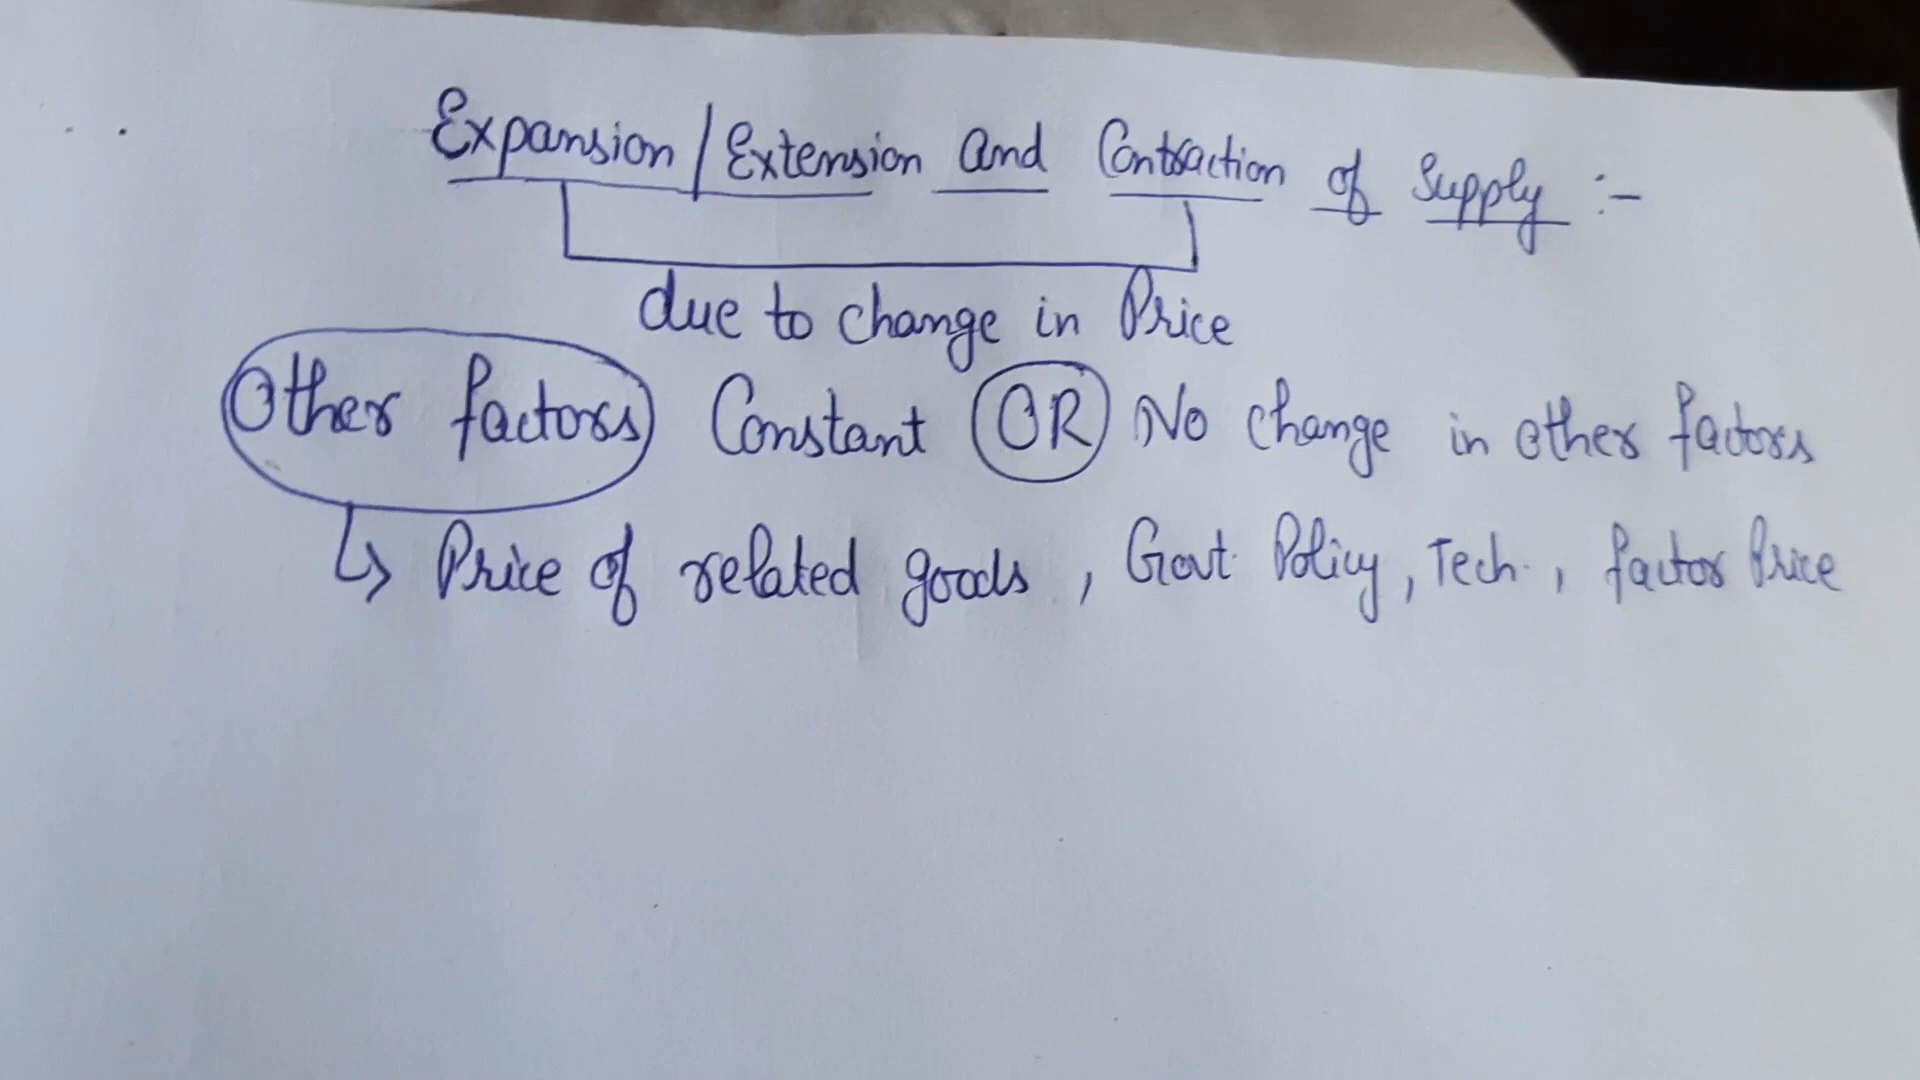 Expansion/Extension and Contraction of Supply :-
due to change in Price
Other factors Constant OR No change in other factors
↳ Price of related goods, Govt. Policy, Tech., factor Price